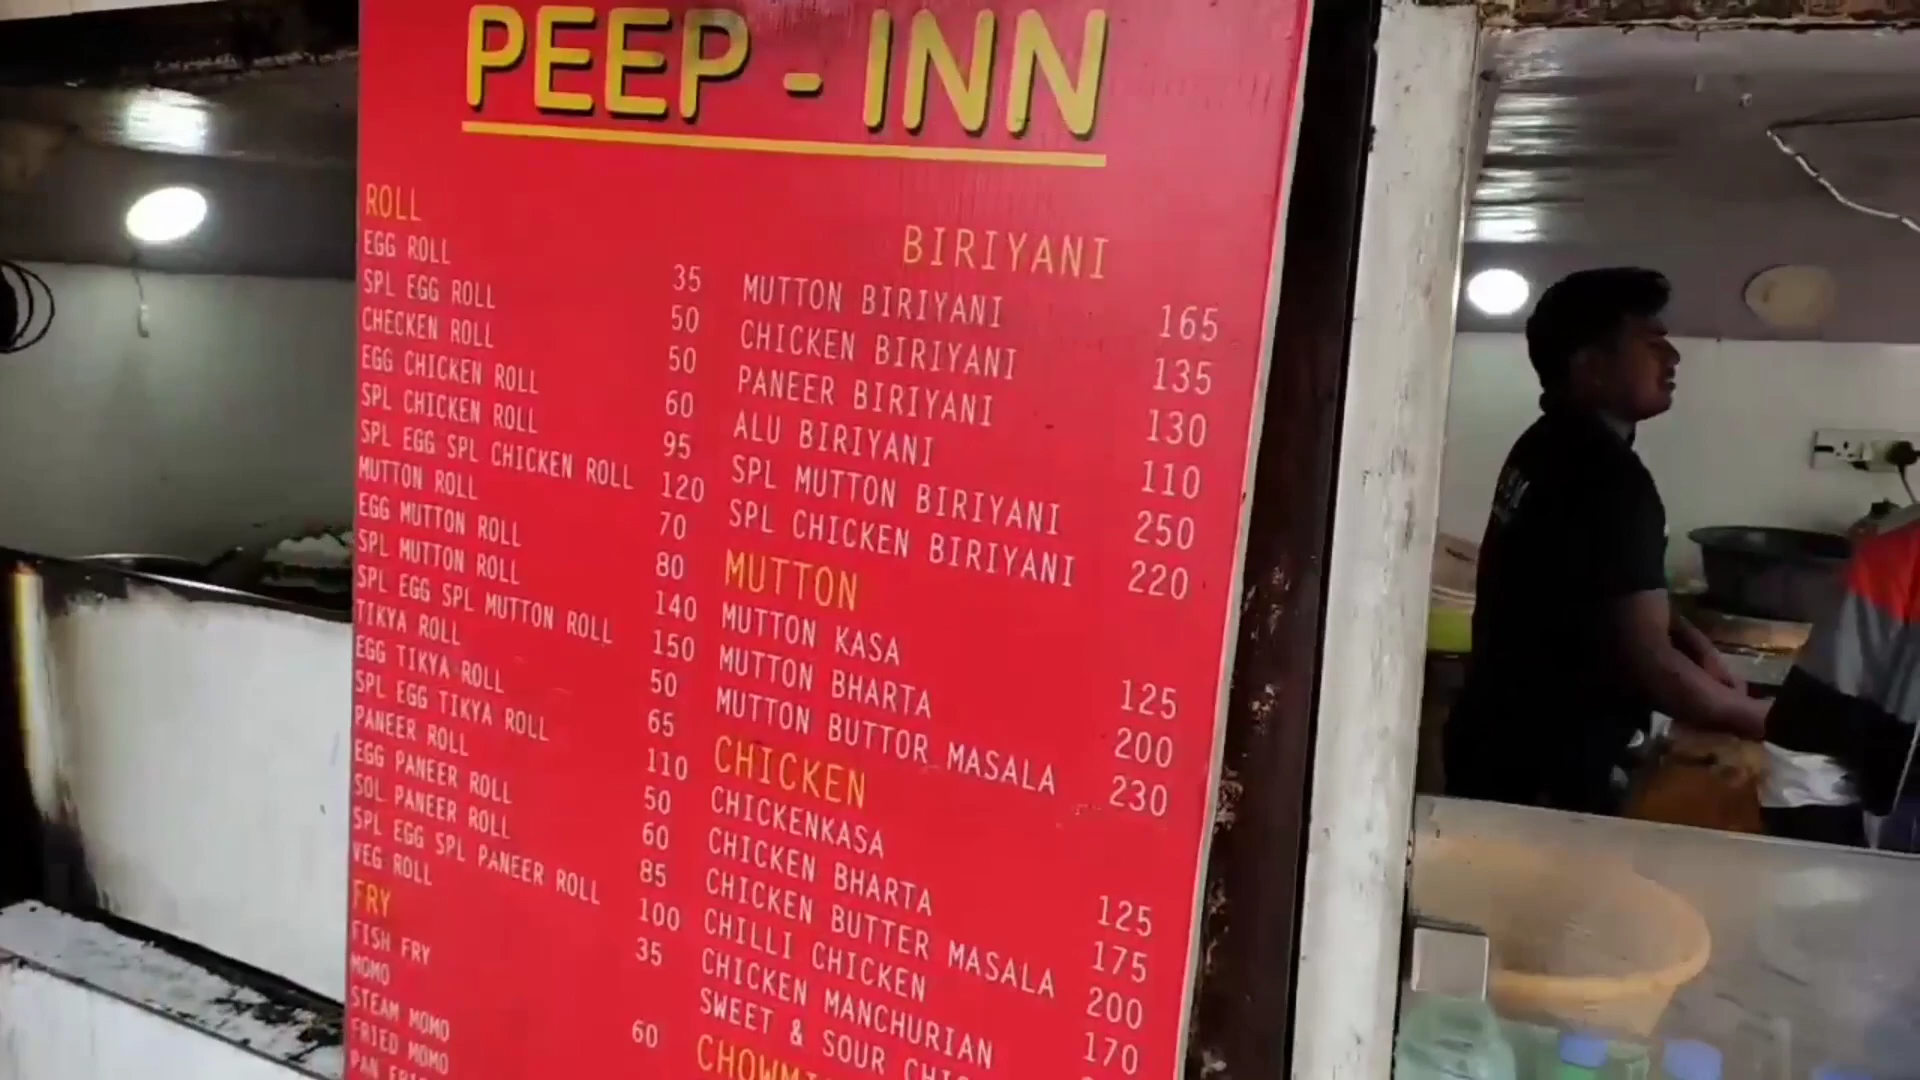 PEEP - INN
ROLL
EGG ROLL 35
SPL EGG ROLL 50
CHECKEN ROLL 50
EGG CHICKEN ROLL 60
SPL CHICKEN ROLL 95
SPL EGG SPL CHICKEN ROLL 120
MUTTON ROLL 70
EGG MUTTON ROLL 80
SPL MUTTON ROLL 140
SPL EGG SPL MUTTON ROLL 150
TIKYA ROLL 50
EGG TIKYA ROLL 65
SPL EGG TIKYA ROLL 110
PANEER ROLL 50
EGG PANEER ROLL 60
SOL PANEER ROLL 85
SPL EGG SPL PANEER ROLL 100
VEG ROLL 35
FRY
FISH FRY 60
MOMO
STEAM MOMO
FRIED MOMO
PAN
BIRIYANI
MUTTON BIRIYANI 165
CHICKEN BIRIYANI 135
PANEER BIRIYANI 130
ALU BIRIYANI 110
SPL MUTTON BIRIYANI 250
SPL CHICKEN BIRIYANI 220
MUTTON
MUTTON KASA 125
MUTTON BHARTA 200
MUTTON BUTTOR MASALA 230
CHICKEN
CHICKENKASA 125
CHICKEN BHARTA 175
CHICKEN BUTTER MASALA 200
CHILLI CHICKEN 170
CHICKEN MANCHURIAN
SWEET & SOUR